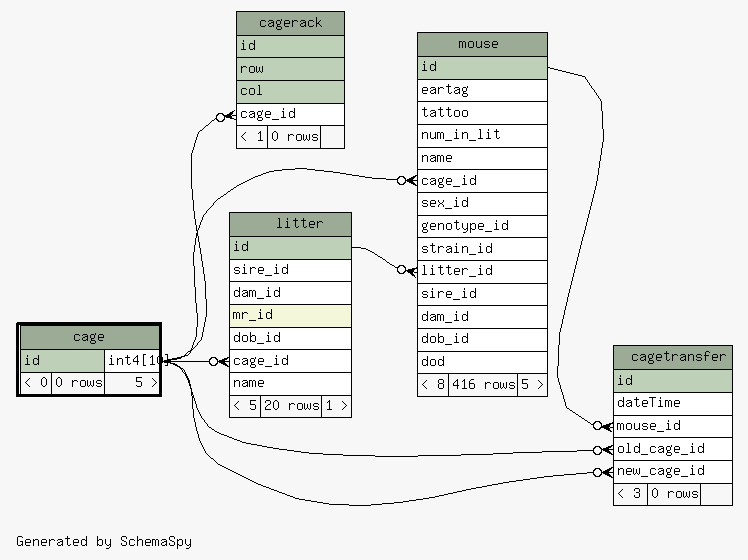 cagerack
id
row
col
cage_id
< 1 0 rows
mouse
id
eartag
tattoo
num_in_lit
name
cage_id
sex_id
genotype_id
strain_id
litter_id
sire_id
dam_id
dob_id
dod
< 8 416 rows 5 >
litter
id
sire_id
dam_id
mr_id
dob_id
cage_id
name
< 5 20 rows 1 >
cage
id int4[10]
< 0 0 rows 5 >
cagetransfer
id
dateTime
mouse_id
old_cage_id
new_cage_id
< 3 0 rows
Generated by SchemaSpy